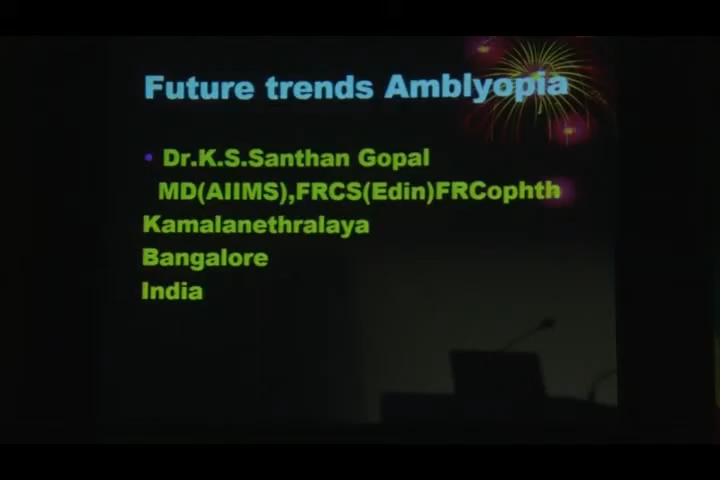 Future trends Amblyopia
• Dr.K.S.Santhan Gopal
MD(AIIMS),FRCS(Edin)FRCophth
Kamalanethralaya
Bangalore
India